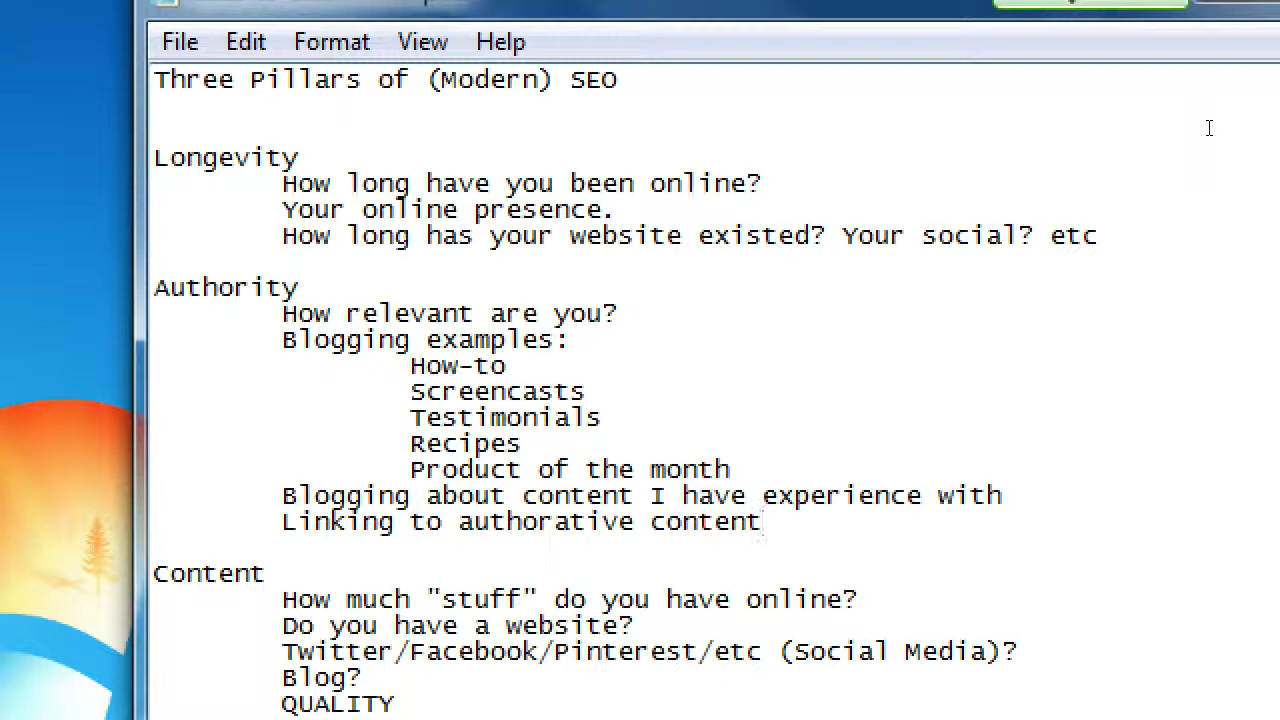 File Edit Format View Help
Three Pillars of (Modern) SEO
Longevity
How long have you been online?
Your online presence.
How long has your website existed? Your social? etc
Authority
How relevant are you?
Blogging examples:
How-to
Screencasts
Testimonials
Recipes
Product of the month
Blogging about content I have experience with
Linking to authorative content
Content
How much "stuff" do you have online?
Do you have a website?
Twitter/Facebook/Pinterest/etc (Social Media)?
Blog?
QUALITY